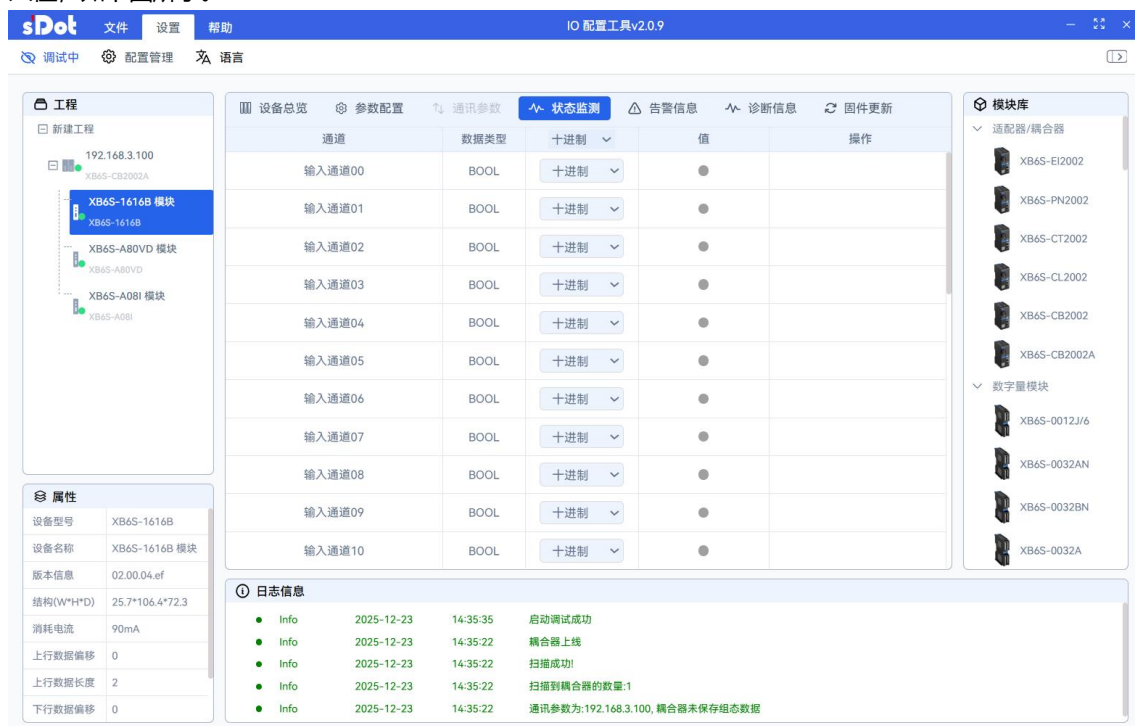 sDot 文件 设置 帮助 IO 配置工具v2.0.9
调试中 配置管理 语言
工程
新建工程
192.168.3.100
XB6S-CB2002A
XB6S-1616B 模块
XB6S-1616B
XB6S-A80VD 模块
XB6S-A80VD
XB6S-A08I 模块
XB6S-A08I
属性
设备型号 XB6S-1616B
设备名称 XB6S-1616B 模块
版本信息 02.00.04.ef
结构(W*H*D) 25.7*106.4*72.3
消耗电流 90mA
上行数据偏移 0
上行数据长度 2
下行数据偏移 0
设备总览 参数配置 通讯参数 状态监测 告警信息 诊断信息 固件更新
通道 数据类型 十进制 值 操作
输入通道00 BOOL 十进制
输入通道01 BOOL 十进制
输入通道02 BOOL 十进制
输入通道03 BOOL 十进制
输入通道04 BOOL 十进制
输入通道05 BOOL 十进制
输入通道06 BOOL 十进制
输入通道07 BOOL 十进制
输入通道08 BOOL 十进制
输入通道09 BOOL 十进制
输入通道10 BOOL 十进制
日志信息
Info 2025-12-23 14:35:35 启动调试成功
Info 2025-12-23 14:35:22 耦合器上线
Info 2025-12-23 14:35:22 扫描成功!
Info 2025-12-23 14:35:22 扫描到耦合器的数量:1
Info 2025-12-23 14:35:22 通讯参数为:192.168.3.100, 耦合器未保存组态数据
模块库
适配器/耦合器
XB6S-EI2002
XB6S-PN2002
XB6S-CT2002
XB6S-CL2002
XB6S-CB2002
XB6S-CB2002A
数字量模块
XB6S-0012J/6
XB6S-0032AN
XB6S-0032BN
XB6S-0032A